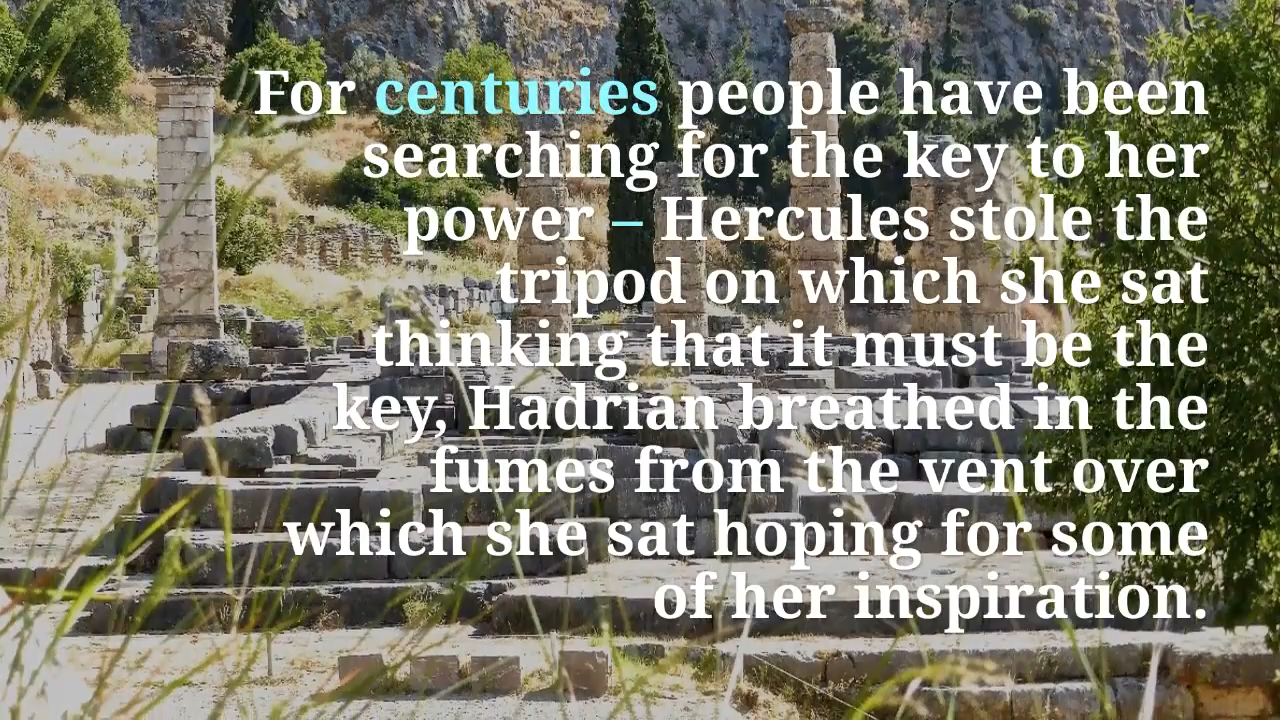 For centuries people have been
searching for the key to her
power – Hercules stole the
tripod on which she sat
thinking that it must be the
key, Hadrian breathed in the
fumes from the vent over
which she sat hoping for some
of her inspiration.